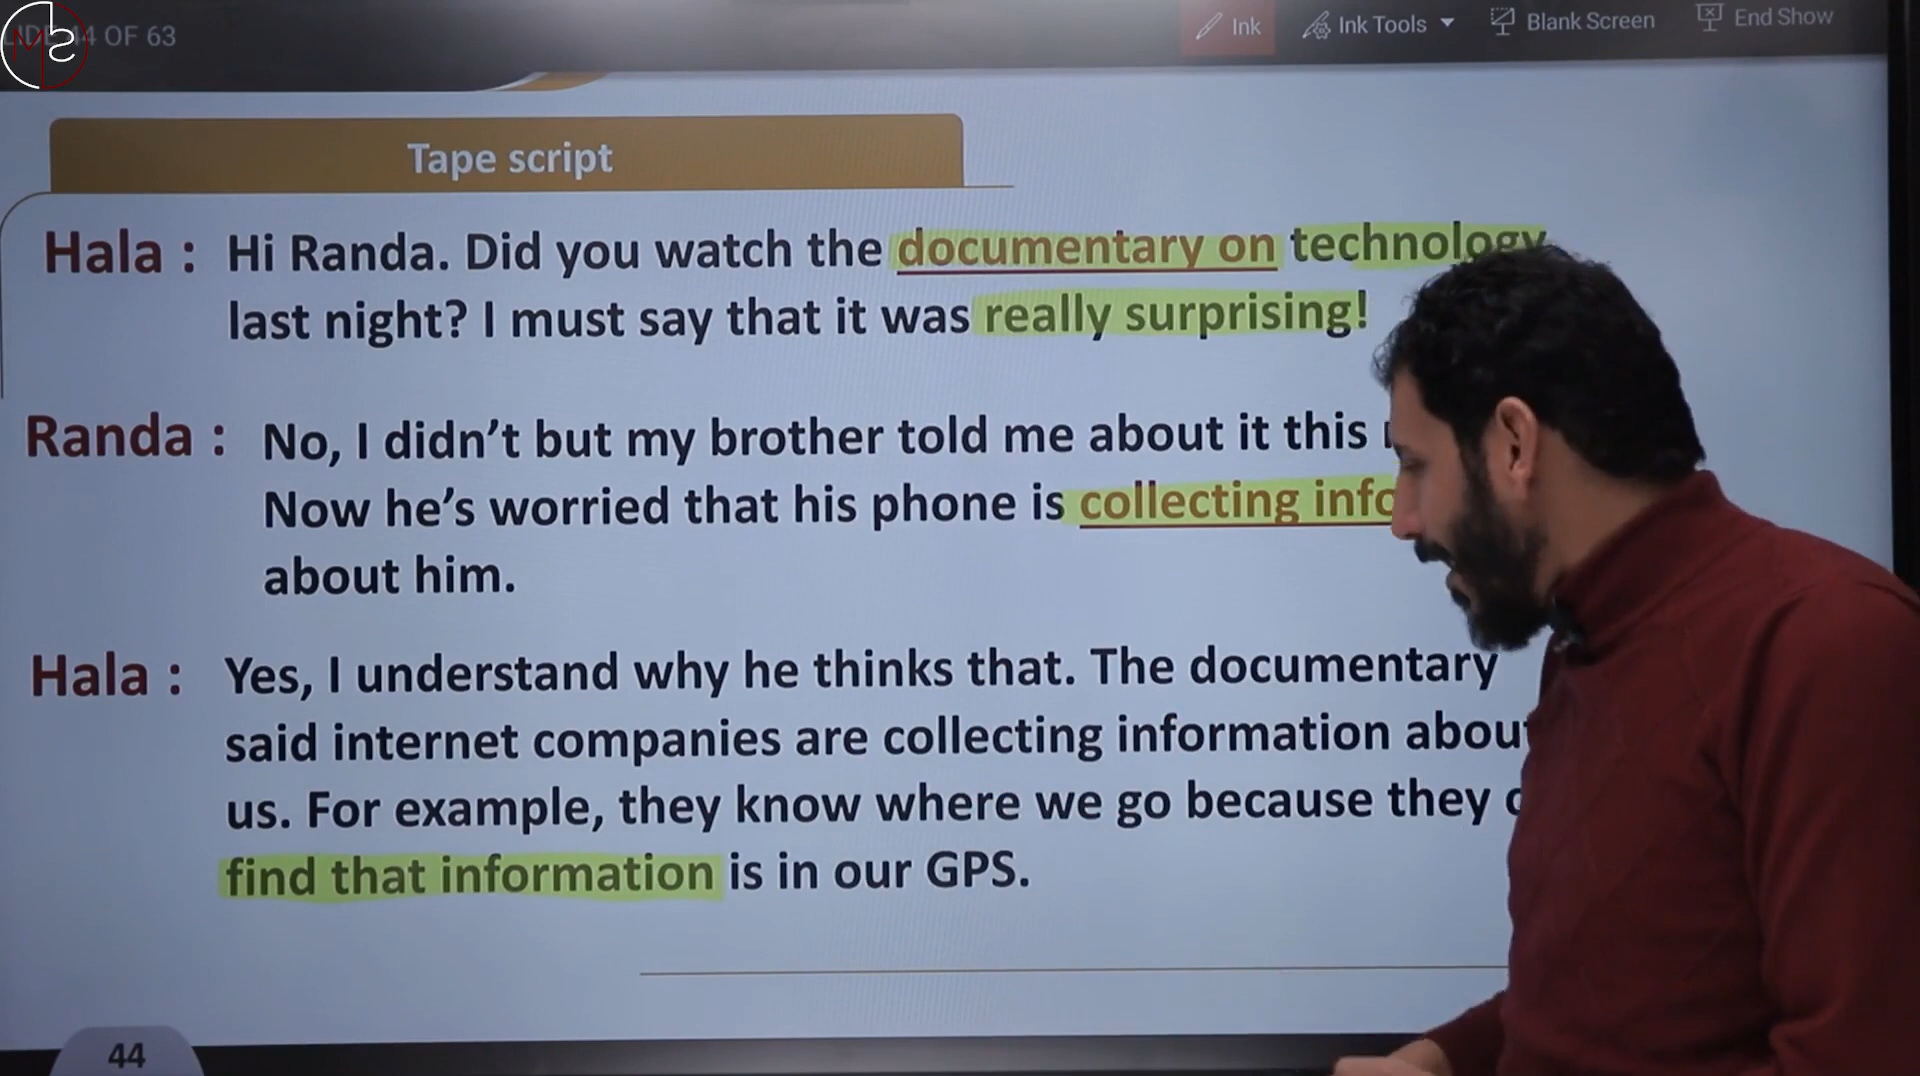 44 OF 63
Ink
Ink Tools
Blank Screen
End Show
MS
Tape script
Hala : Hi Randa. Did you watch the documentary on technology
last night? I must say that it was really surprising!
Randa : No, I didn't but my brother told me about it this
Now he's worried that his phone is collecting
about him.
Hala : Yes, I understand why he thinks that. The documentary
said internet companies are collecting information about
us. For example, they know where we go because they
find that information is in our GPS.
44